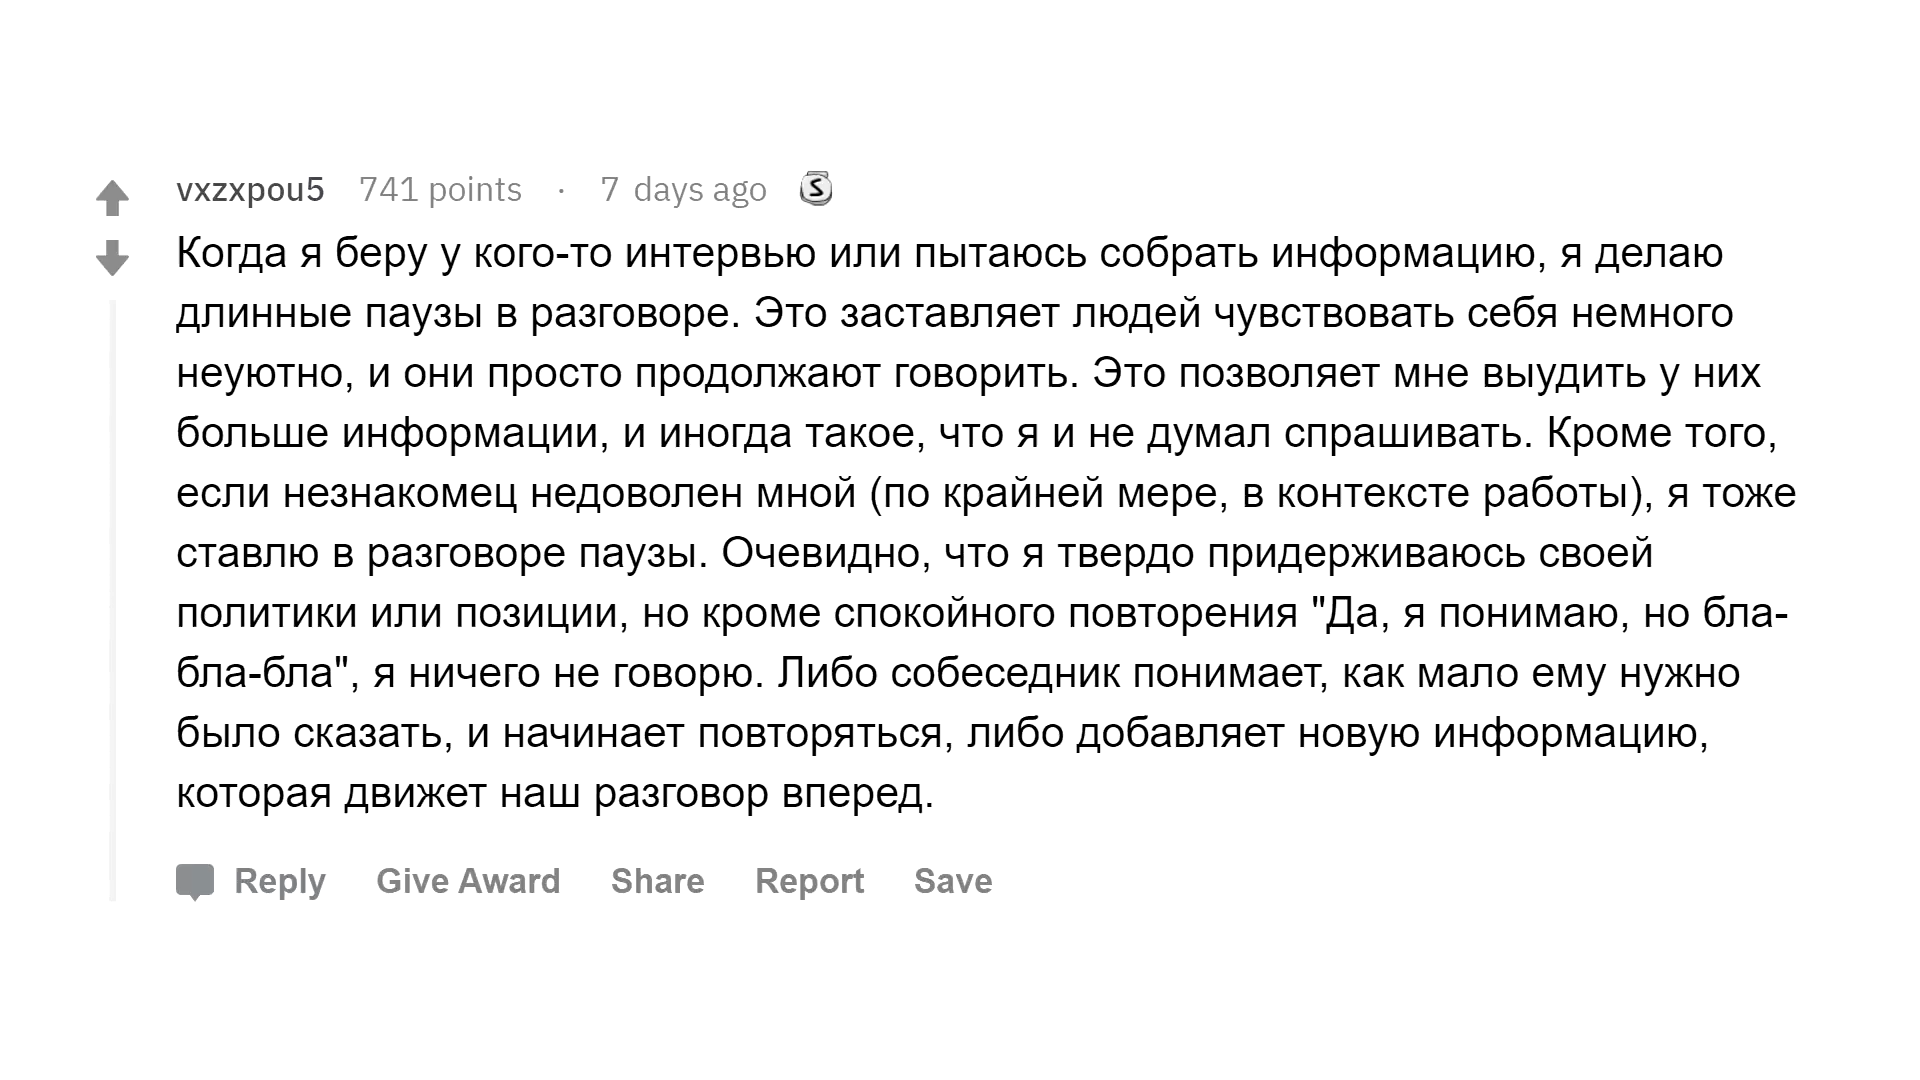 vxzxpou5 741 points · 7 days ago S
Когда я беру у кого-то интервью или пытаюсь собрать информацию, я делаю
длинные паузы в разговоре. Это заставляет людей чувствовать себя немного
неуютно, и они просто продолжают говорить. Это позволяет мне выудить у них
больше информации, и иногда такое, что я и не думал спрашивать. Кроме того,
если незнакомец недоволен мной (по крайней мере, в контексте работы), я тоже
ставлю в разговоре паузы. Очевидно, что я твердо придерживаюсь своей
политики или позиции, но кроме спокойного повторения "Да, я понимаю, но бла-
бла-бла", я ничего не говорю. Либо собеседник понимает, как мало ему нужно
было сказать, и начинает повторяться, либо добавляет новую информацию,
которая движет наш разговор вперед.
Reply Give Award Share Report Save